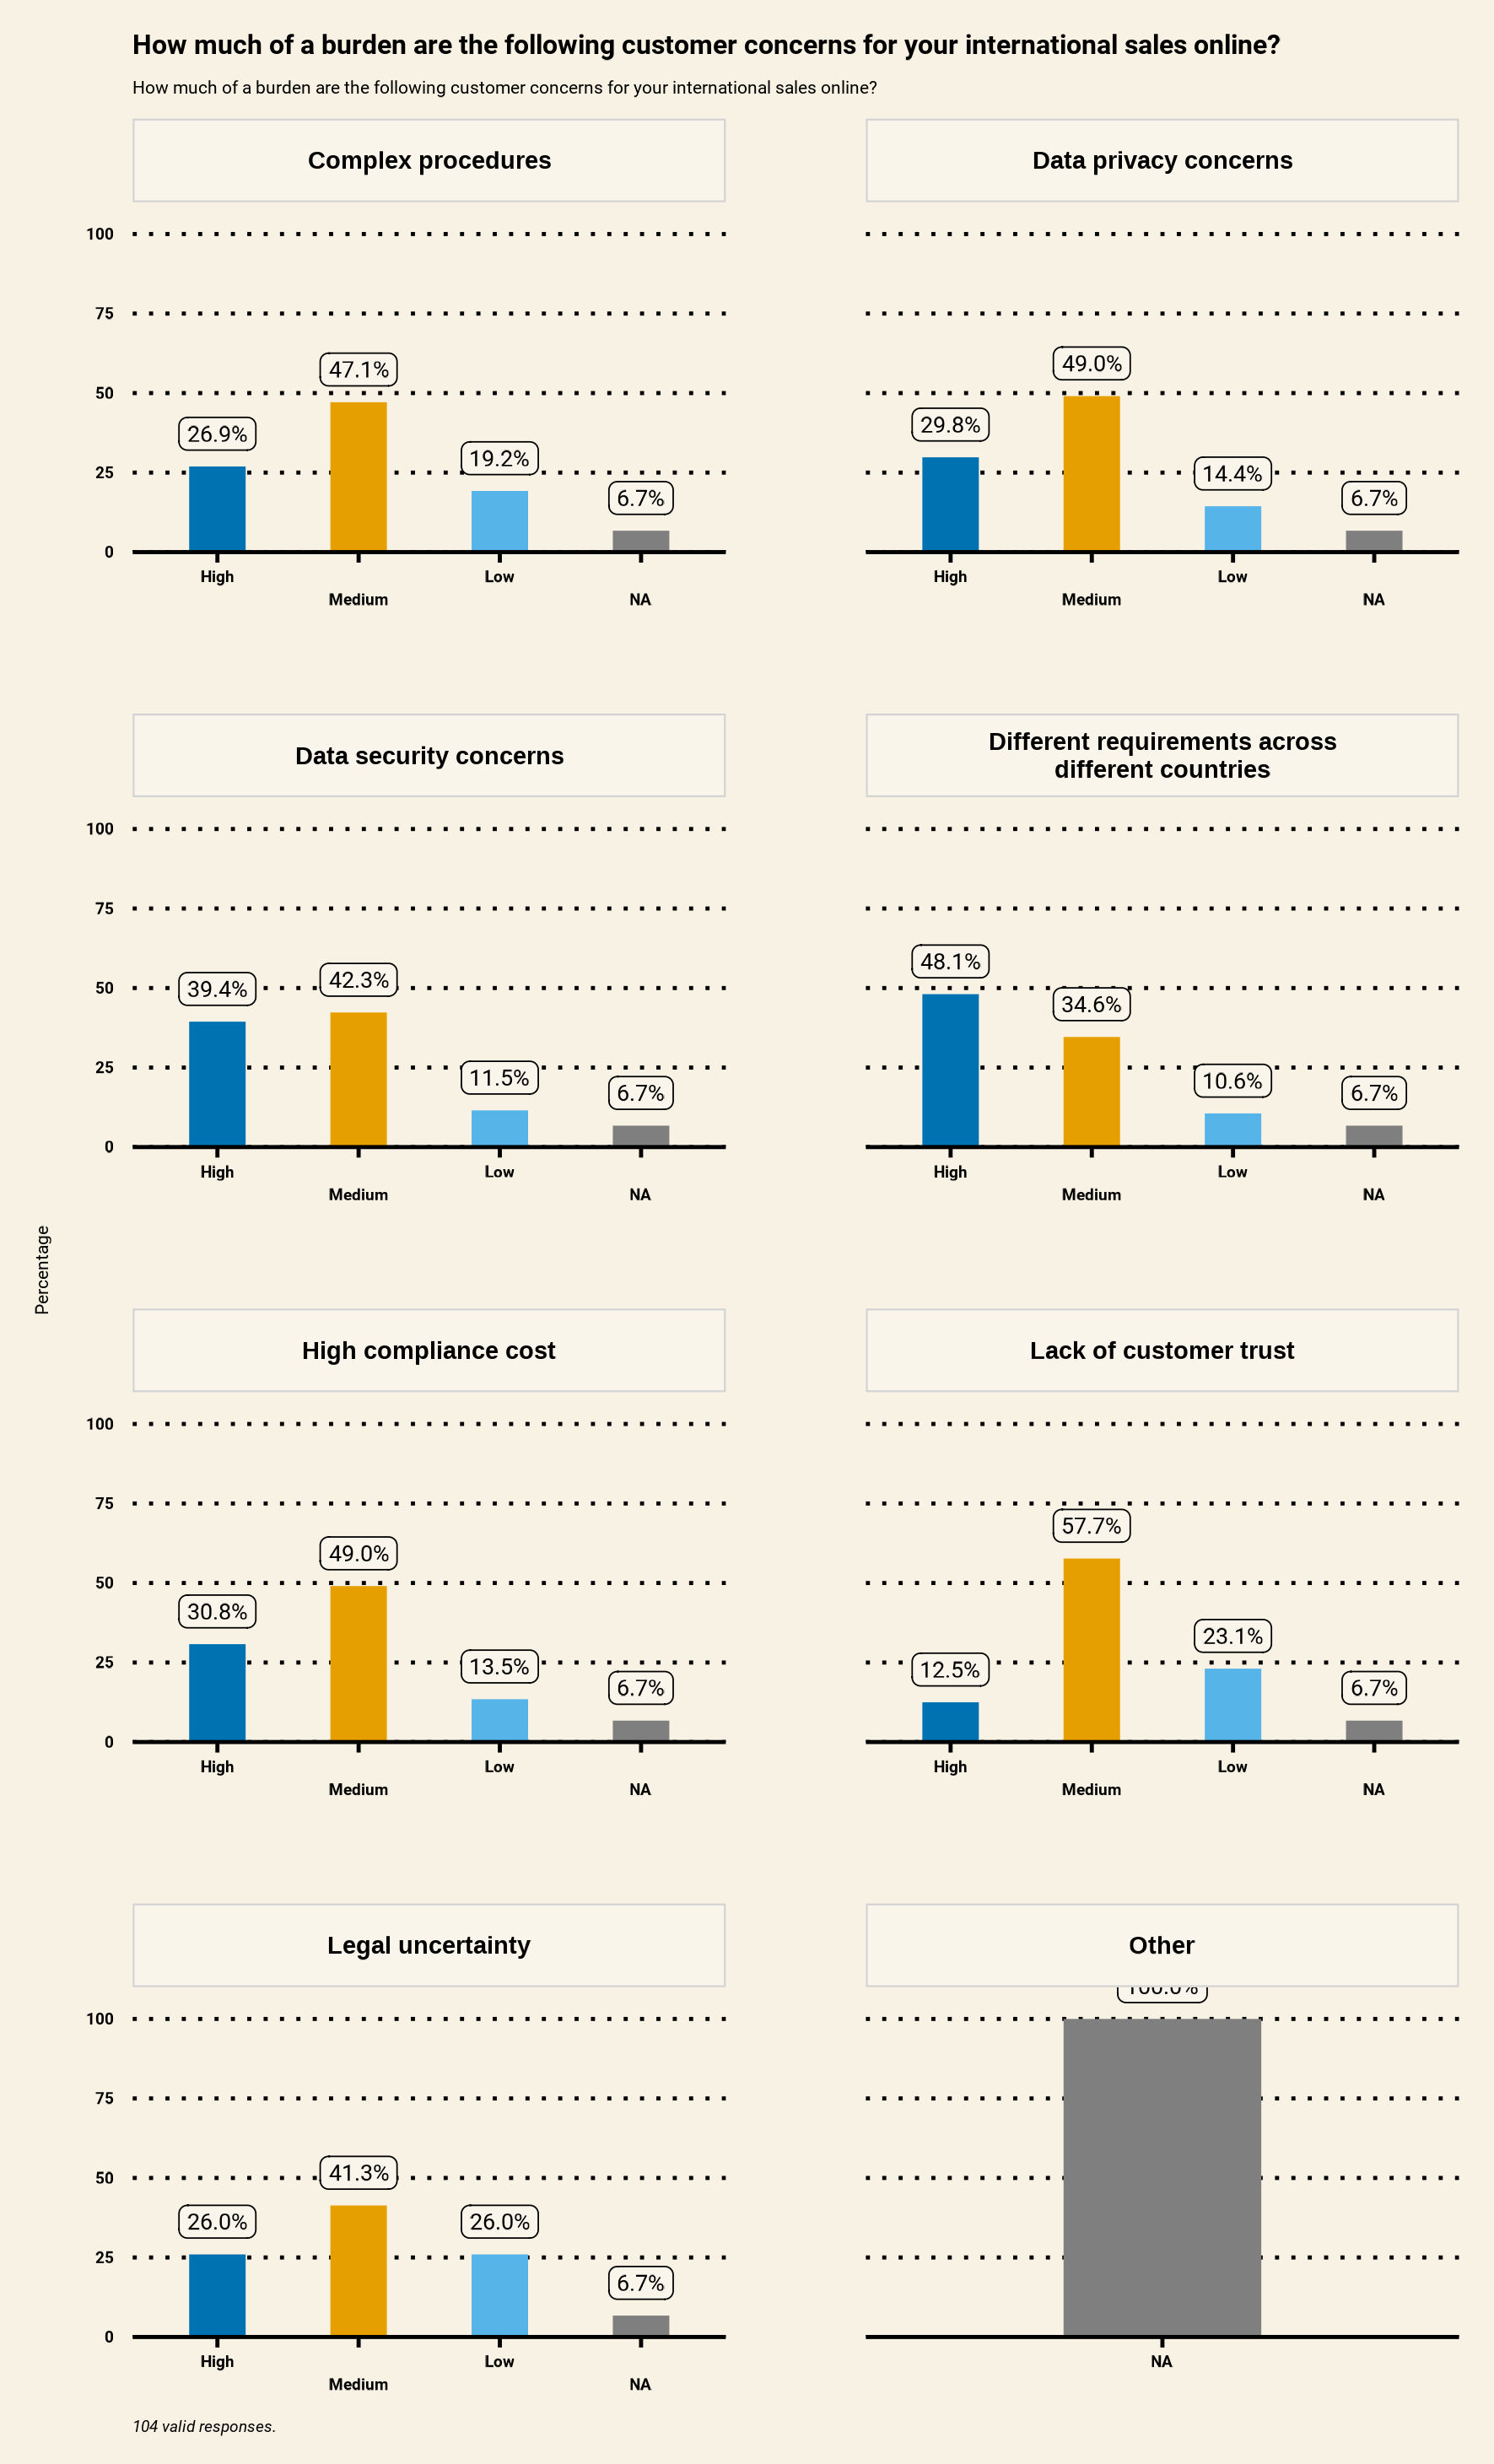 How much of a burden are the following customer concerns for your international sales online?
How much of a burden are the following customer concerns for your international sales online?
Percentage
Complex procedures
100
75
50
25
0
26.9%
47.1%
19.2%
6.7%
High
Medium
Low
NA
Data privacy concerns
29.8%
49.0%
14.4%
6.7%
High
Medium
Low
NA
Data security concerns
100
75
50
25
0
39.4%
42.3%
11.5%
6.7%
High
Medium
Low
NA
Different requirements across
different countries
48.1%
34.6%
10.6%
6.7%
High
Medium
Low
NA
High compliance cost
100
75
50
25
0
30.8%
49.0%
13.5%
6.7%
High
Medium
Low
NA
Lack of customer trust
12.5%
57.7%
23.1%
6.7%
High
Medium
Low
NA
Legal uncertainty
100
75
50
25
0
26.0%
41.3%
26.0%
6.7%
High
Medium
Low
NA
Other
NA
104 valid responses.